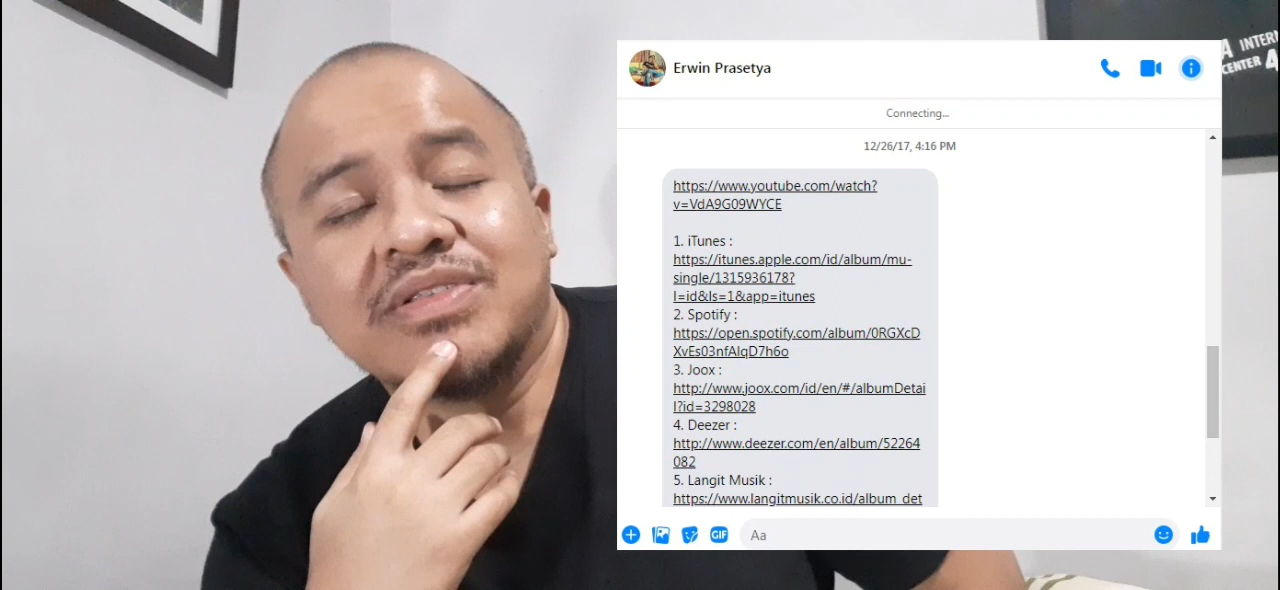 Erwin Prasetya
Connecting...
12/26/17, 4:16 PM
https://www.youtube.com/watch?
v=VdA9G09WYCE
1. iTunes :
https://itunes.apple.com/id/album/mu-
single/1315936178?
l=id&ls=1&app=itunes
2. Spotify :
https://open.spotify.com/album/0RGXcD
XvEs03nfAlqD7h6o
3. Joox :
http://www.joox.com/id/en/#/albumDetai
l?id=3298028
4. Deezer :
http://www.deezer.com/en/album/52264
082
5. Langit Musik :
https://www.langitmusik.co.id/album_det
GIF
Aa
A INTERN
CENTER 4